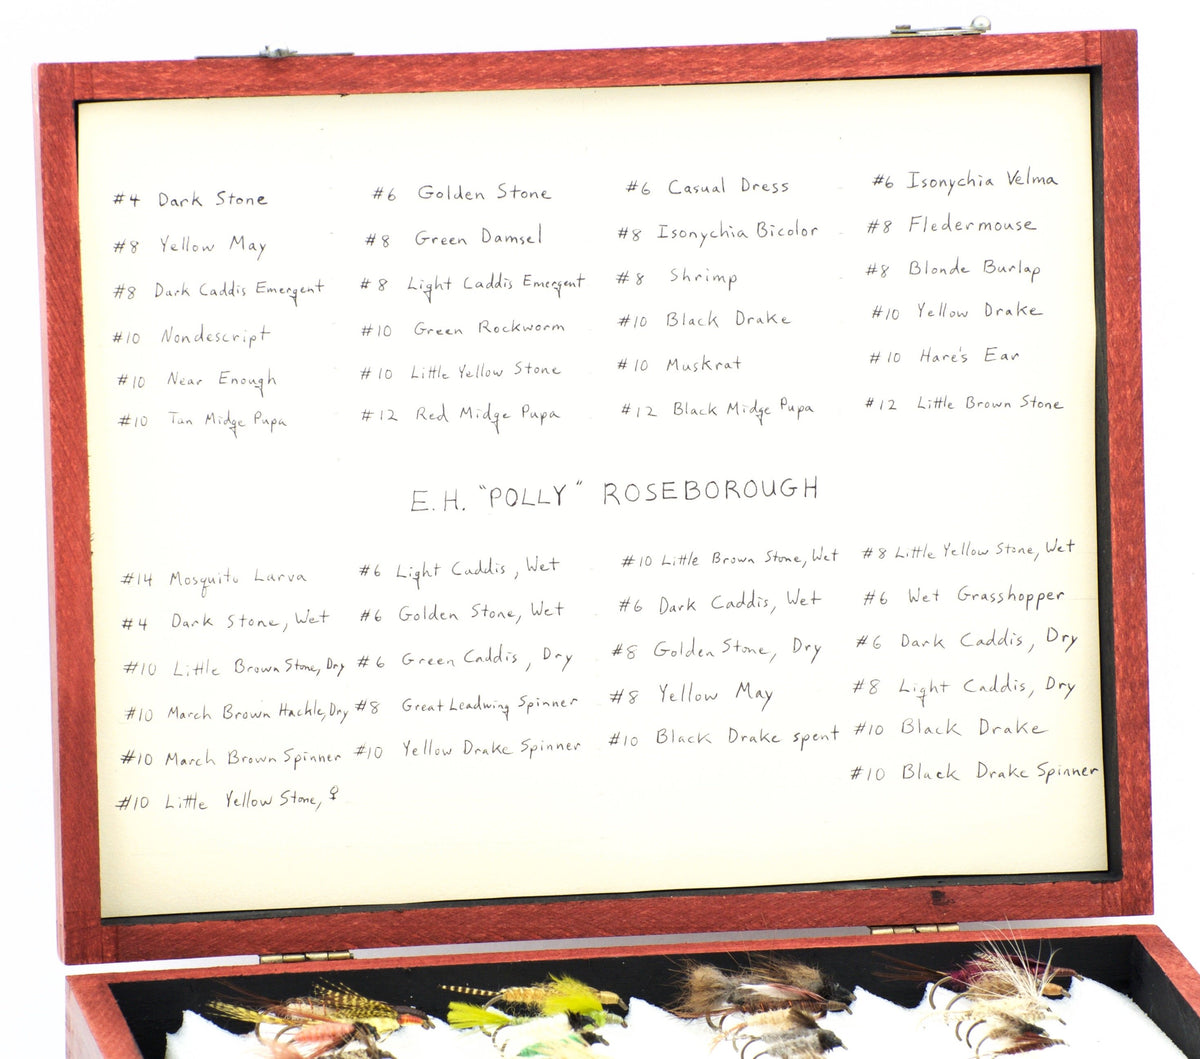 #4 Dark Stone #6 Golden Stone #6 Casual Dress #6 Isonychia Velma
#8 Yellow May #8 Green Damsel #8 Isonychia Bicolor #8 Fledermouse
#8 Dark Caddis Emergent #8 Light Caddis Emergent #8 Shrimp #8 Blonde Burlap
#10 Nondescript #10 Green Rockworm #10 Black Drake #10 Yellow Drake
#10 Near Enough #10 Little Yellow Stone #10 Muskrat #10 Hare's Ear
#10 Tan Midge Pupa #12 Red Midge Pupa #12 Black Midge Pupa #12 Little Brown Stone
E.H. "POLLY" ROSEBOROUGH
#14 Mosquito Larva #6 Light Caddis, Wet #10 Little Brown Stone, Wet #8 Little Yellow Stone, Wet
#4 Dark Stone, Wet #6 Golden Stone, Wet #6 Dark Caddis, Wet #6 Wet Grasshopper
#10 Little Brown Stone, Dry #6 Green Caddis, Dry #8 Golden Stone, Dry #6 Dark Caddis, Dry
#10 March Brown Hackle, Dry #8 Great Leadwing Spinner #8 Yellow May #8 Light Caddis, Dry
#10 March Brown Spinner #10 Yellow Drake Spinner #10 Black Drake spent #10 Black Drake
#10 Little Yellow Stone, ♀ #10 Black Drake Spinner